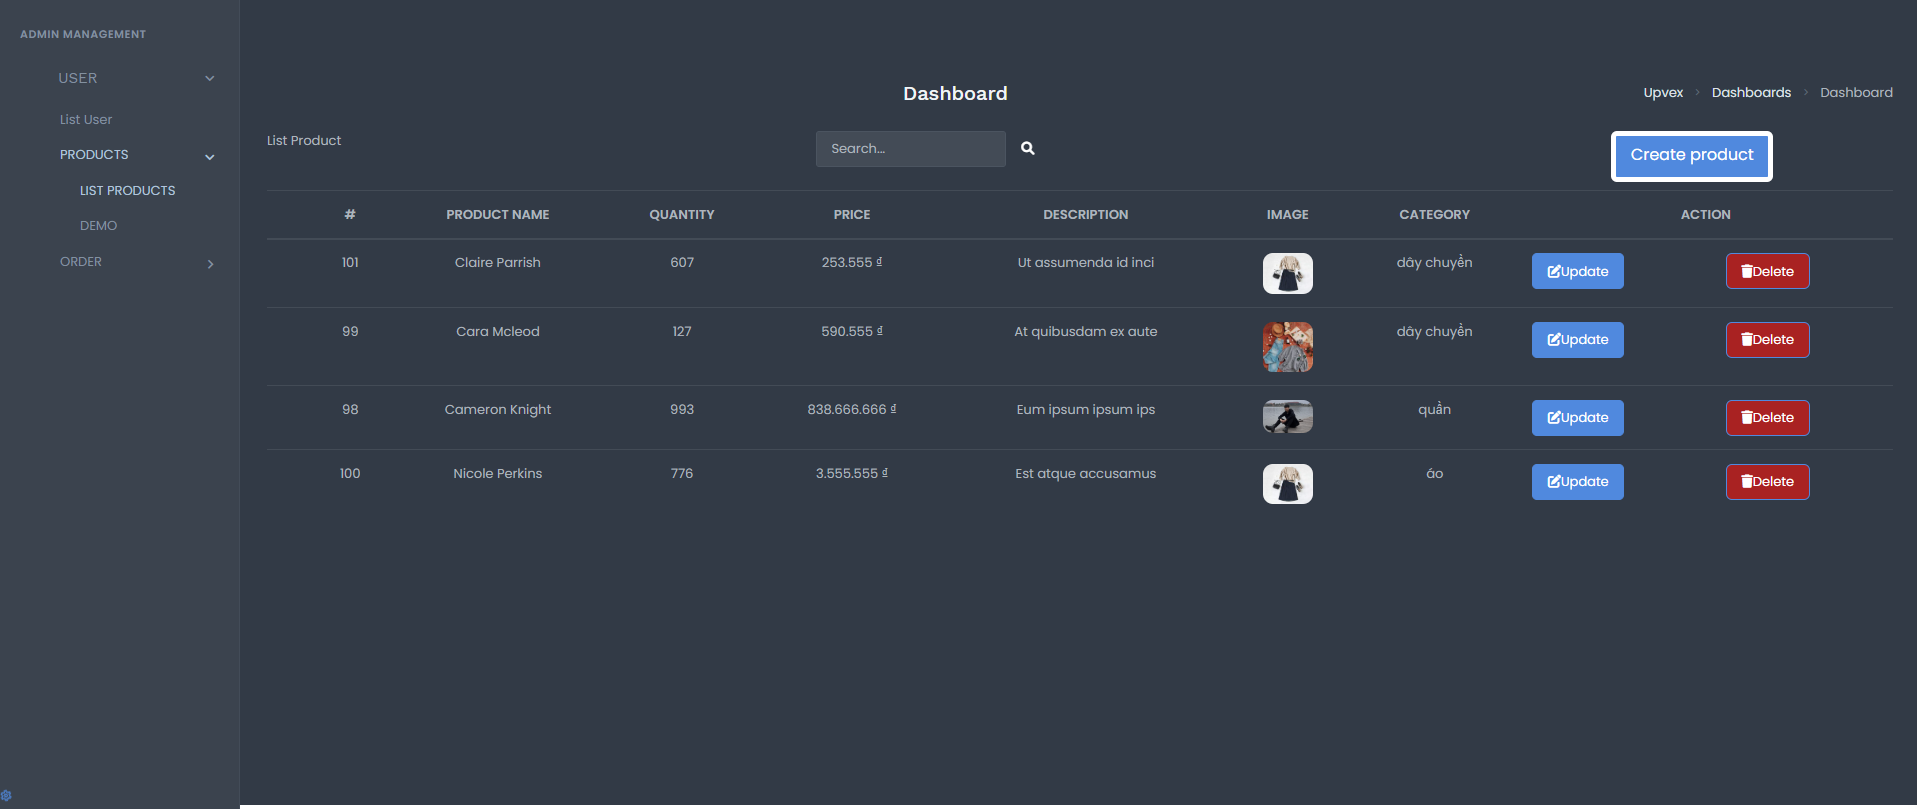 ADMIN MANAGEMENT
USER
List User
PRODUCTS
LIST PRODUCTS
DEMO
ORDER
Dashboard
Upvex Dashboards Dashboard
List Product
Search...
Create product
# PRODUCT NAME QUANTITY PRICE DESCRIPTION IMAGE CATEGORY ACTION
101 Claire Parrish 607 253.555 ₫ Ut assumenda id inci dây chuyền Update Delete
99 Cara Mcleod 127 590.555 ₫ At quibusdam ex aute dây chuyền Update Delete
98 Cameron Knight 993 838.666.666 ₫ Eum ipsum ipsum ips quần Update Delete
100 Nicole Perkins 776 3.555.555 ₫ Est atque accusamus áo Update Delete